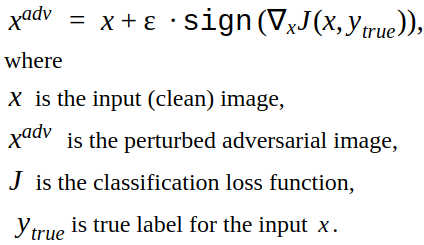 x^adv = x + ε · sign(∇ₓJ(x, y_true)),
where
x is the input (clean) image,
x^adv is the perturbed adversarial image,
J is the classification loss function,
y_true is true label for the input x.